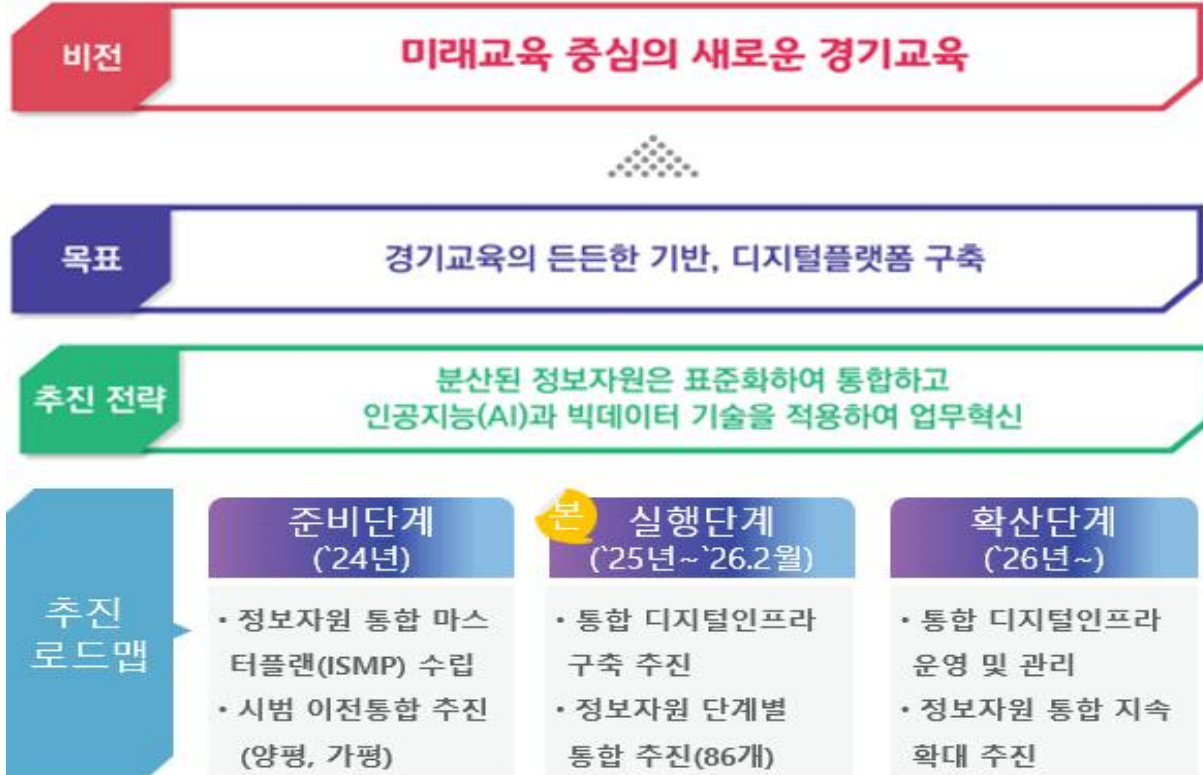 비전
미래교육 중심의 새로운 경기교육
목표
경기교육의 든든한 기반, 디지털플랫폼 구축
추진 전략
분산된 정보자원은 표준화하여 통합하고
인공지능(AI)과 빅데이터 기술을 적용하여 업무혁신
추진
로드맵
준비단계
(`24년)
· 정보자원 통합 마스
터플랜(ISMP) 수립
· 시범 이전통합 추진
(양평, 가평)
본
실행단계
(`25년~`26.2월)
· 통합 디지털인프라
구축 추진
· 정보자원 단계별
통합 추진(86개)
확산단계
(`26년~)
· 통합 디지털인프라
운영 및 관리
· 정보자원 통합 지속
확대 추진